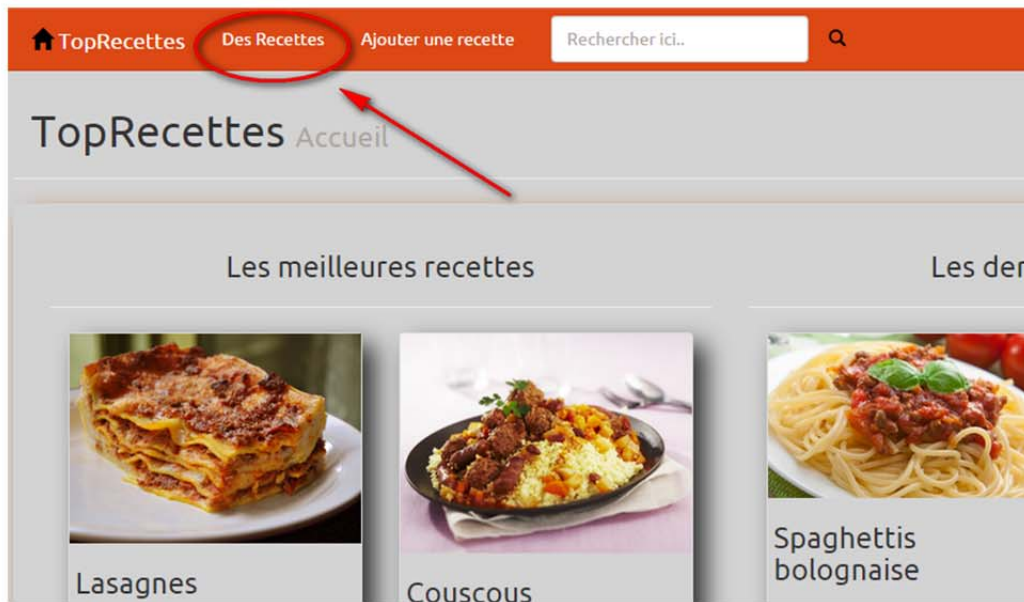 TopRecettes Des Recettes Ajouter une recette Rechercher ici..
TopRecettes Accueil
Les meilleures recettes
Les der
Lasagnes
Couscous
Spaghettis
bolognaise